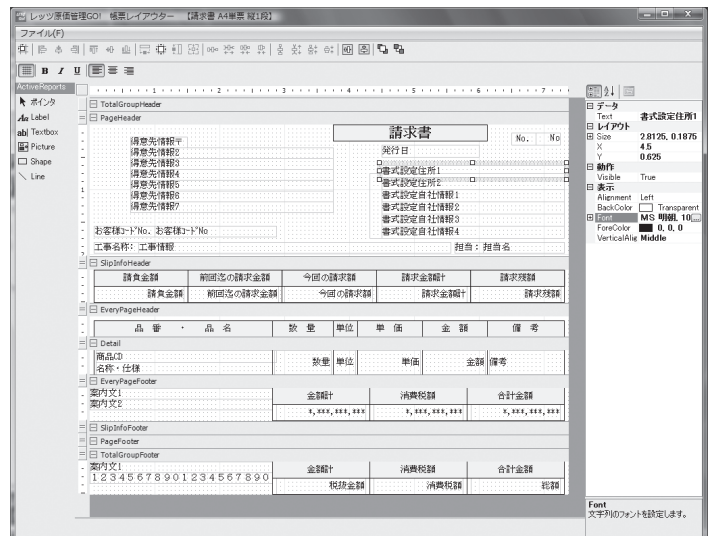 レッツ原価管理GO! 帳票レイアウター 【請求書 A4単票 縦1段】
ファイル(F)
B I U
ActiveReports
ポインタ
Aa Label
ab| Textbox
Picture
Shape
Line
TotalGroupHeader
PageHeader
請求書
No. No
得意先情報〒
発行日
得意先情報2
得意先情報3
書式設定住所1
得意先情報4
書式設定住所2
得意先情報5
書式設定自社情報1
得意先情報6
書式設定自社情報2
得意先情報7
書式設定自社情報3
お客様コードNo. お客様コードNo
書式設定自社情報4
工事名称: 工事情報
担当: 担当名
SlipInfoHeader
請負金額 前回迄の請求金額 今回の請求額 請求金額計 請求残額
請負金額 前回迄の請求金額 今回の請求額 請求金額計 請求残額
EveryPageHeader
品 番 ・ 品 名 数 量 単位 単 価 金 額 備 考
Detail
商品CD
名称・仕様
数量 単位 単価 金額 備考
EveryPageFooter
案内文1
案内文2
金額計 消費税額 合計金額
*,***,***,*** *,***,***,*** *,***,***,***
SlipInfoFooter
PageFooter
TotalGroupFooter
案内文1
12345678901234567890
金額計 消費税額 合計金額
税抜金額 消費税額 総額
データ
Text 書式設定住所1
レイアウト
Size 2.8125, 0.1875
X 4.5
Y 0.625
動作
Visible True
表示
Alignment Left
BackColor Transparent
Font MS 明朝, 10...
ForeColor 0, 0, 0
VerticalAlig Middle
Font
文字列のフォントを設定します。